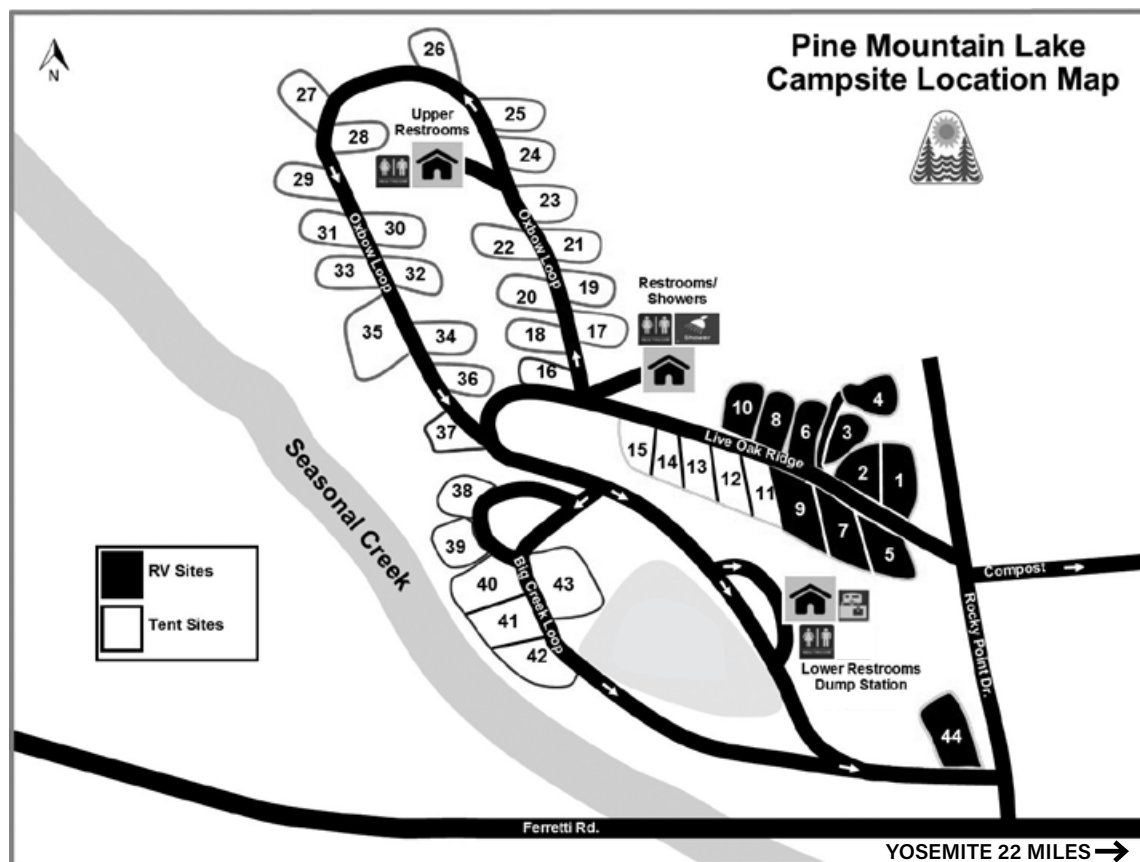 Pine Mountain Lake
Campsite Location Map
N
26
27
25
Upper
Restrooms
28
24
29
23
31
30
22
21
33
32
Oxbow Loop
Oxbow Loop
20
19
Restrooms/
Showers
35
34
18
17
Shower
36
16
37
10
8
6
4
3
Live Oak Ridge
2
1
15
14
13
12
11
9
7
5
38
39
40
43
41
42
Big Creek Loop
Seasonal Creek
RV Sites
Tent Sites
Compost
Rocky Point Dr.
Lower Restrooms
Dump Station
44
Ferretti Rd.
YOSEMITE 22 MILES